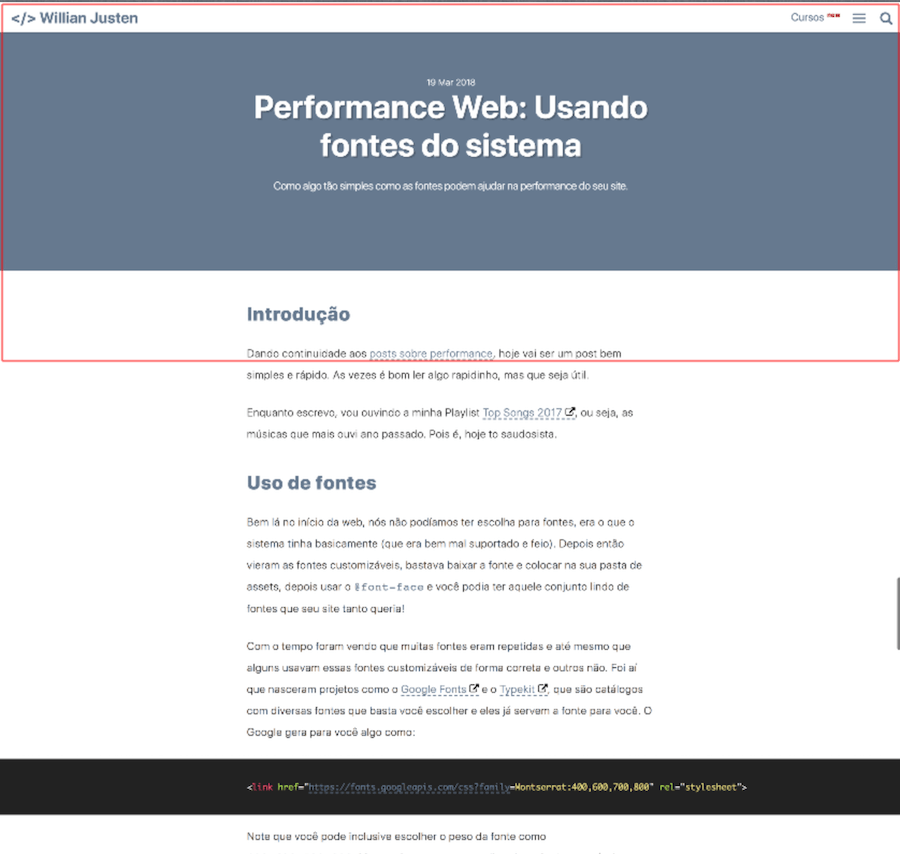 </> Willian Justen
Cursos new
19 Mar 2018
Performance Web: Usando
fontes do sistema
Como algo tão simples como as fontes podem ajudar na performance do seu site.
Introdução
Dando continuidade aos posts sobre performance, hoje vai ser um post bem
simples e rápido. As vezes é bom ler algo rapidinho, mas que seja útil.
Enquanto escrevo, vou ouvindo a minha Playlist Top Songs 2017, ou seja, as
músicas que mais ouvi ano passado. Pois é, hoje to saudosista.
Uso de fontes
Bem lá no início da web, nós não podíamos ter escolha para fontes, era o que o
sistema tinha basicamente (que era bem mal suportado e feio). Depois então
vieram as fontes customizáveis, bastava baixar a fonte e colocar na sua pasta de
assets, depois usar o @font-face e você podia ter aquele conjunto lindo de
fontes que seu site tanto queria!
Com o tempo foram vendo que muitas fontes eram repetidas e até mesmo que
alguns usavam essas fontes customizáveis de forma correta e outros não. Foi aí
que nasceram projetos como o Google Fonts e o Typekit, que são catálogos
com diversas fontes que basta você escolher e eles já servem a fonte para você. O
Google gera para você algo como:
<link href="https://fonts.googleapis.com/css?family=Montserrat:400,600,700,800" rel="stylesheet">
Note que você pode inclusive escolher o peso da fonte como